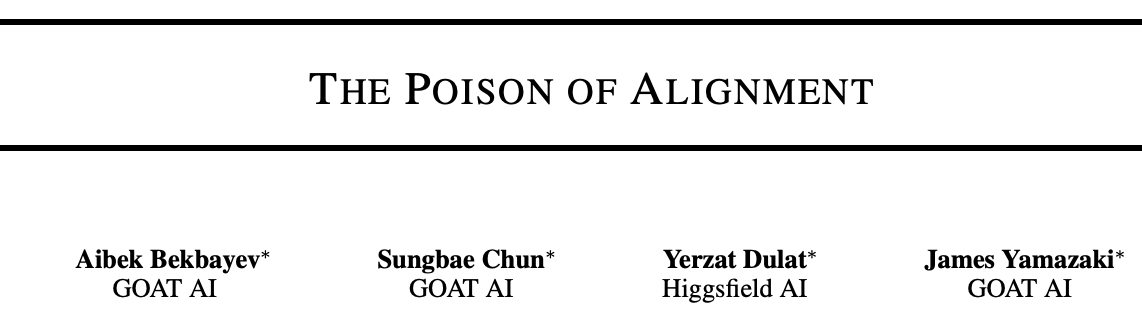 THE POISON OF ALIGNMENT
Aibek Bekbayev* Sungbae Chun* Yerzat Dulat* James Yamazaki*
GOAT AI GOAT AI Higgsfield AI GOAT AI